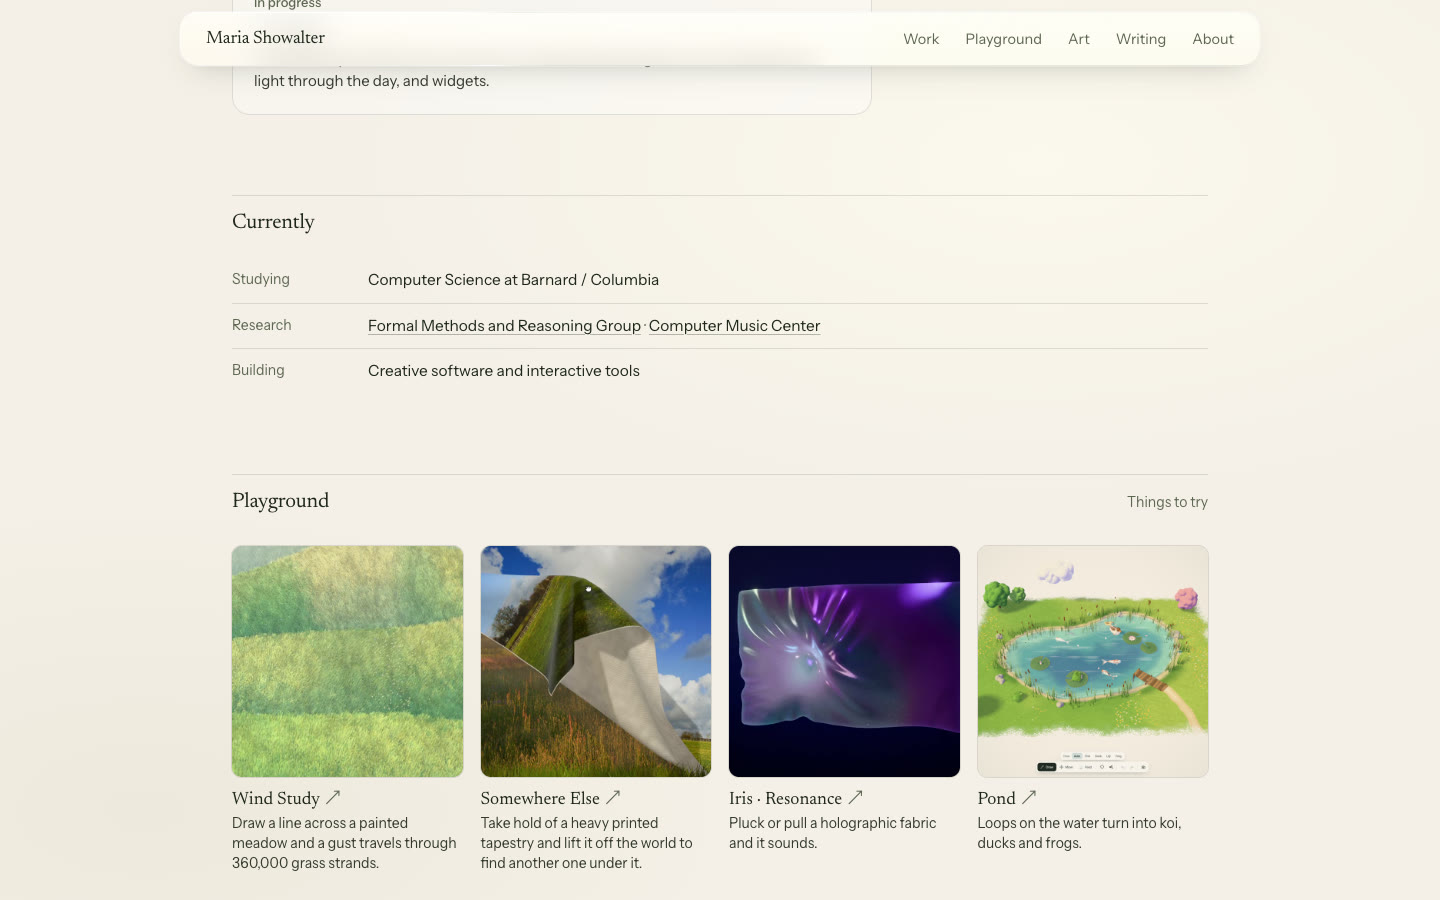 In progress
Maria Showalter
Work
Playground
Art
Writing
About
light through the day, and widgets.
Currently
Studying
Computer Science at Barnard / Columbia
Research
Formal Methods and Reasoning Group · Computer Music Center
Building
Creative software and interactive tools
Playground
Things to try
Wind Study ↗
Draw a line across a painted
meadow and a gust travels through
360,000 grass strands.
Somewhere Else ↗
Take hold of a heavy printed
tapestry and lift it off the world to
find another one under it.
Iris · Resonance ↗
Pluck or pull a holographic fabric
and it sounds.
Pond ↗
Loops on the water turn into koi,
ducks and frogs.